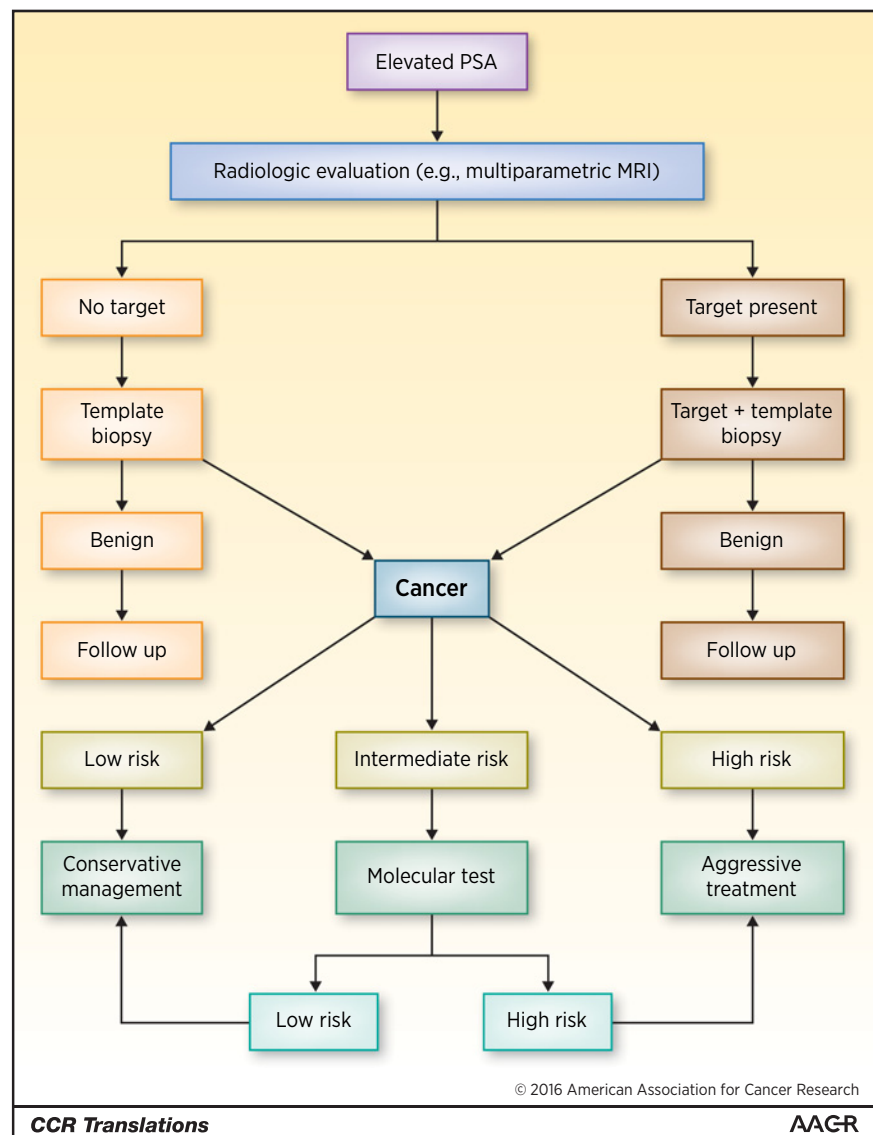 Elevated PSA
Radiologic evaluation (e.g., multiparametric MRI)
No target
Target present
Template
biopsy
Target + template
biopsy
Benign
Benign
Cancer
Follow up
Follow up
Low risk
Intermediate risk
High risk
Conservative
management
Molecular test
Aggressive
treatment
Low risk
High risk
© 2016 American Association for Cancer Research
CCR Translations
AACR